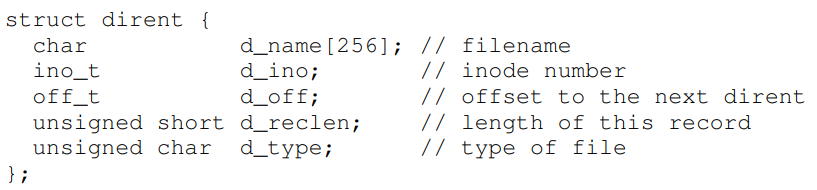 struct dirent {
  char           d_name[256]; // filename
  ino_t          d_ino;       // inode number
  off_t          d_off;       // offset to the next dirent
  unsigned short d_reclen;    // length of this record
  unsigned char  d_type;      // type of file
};